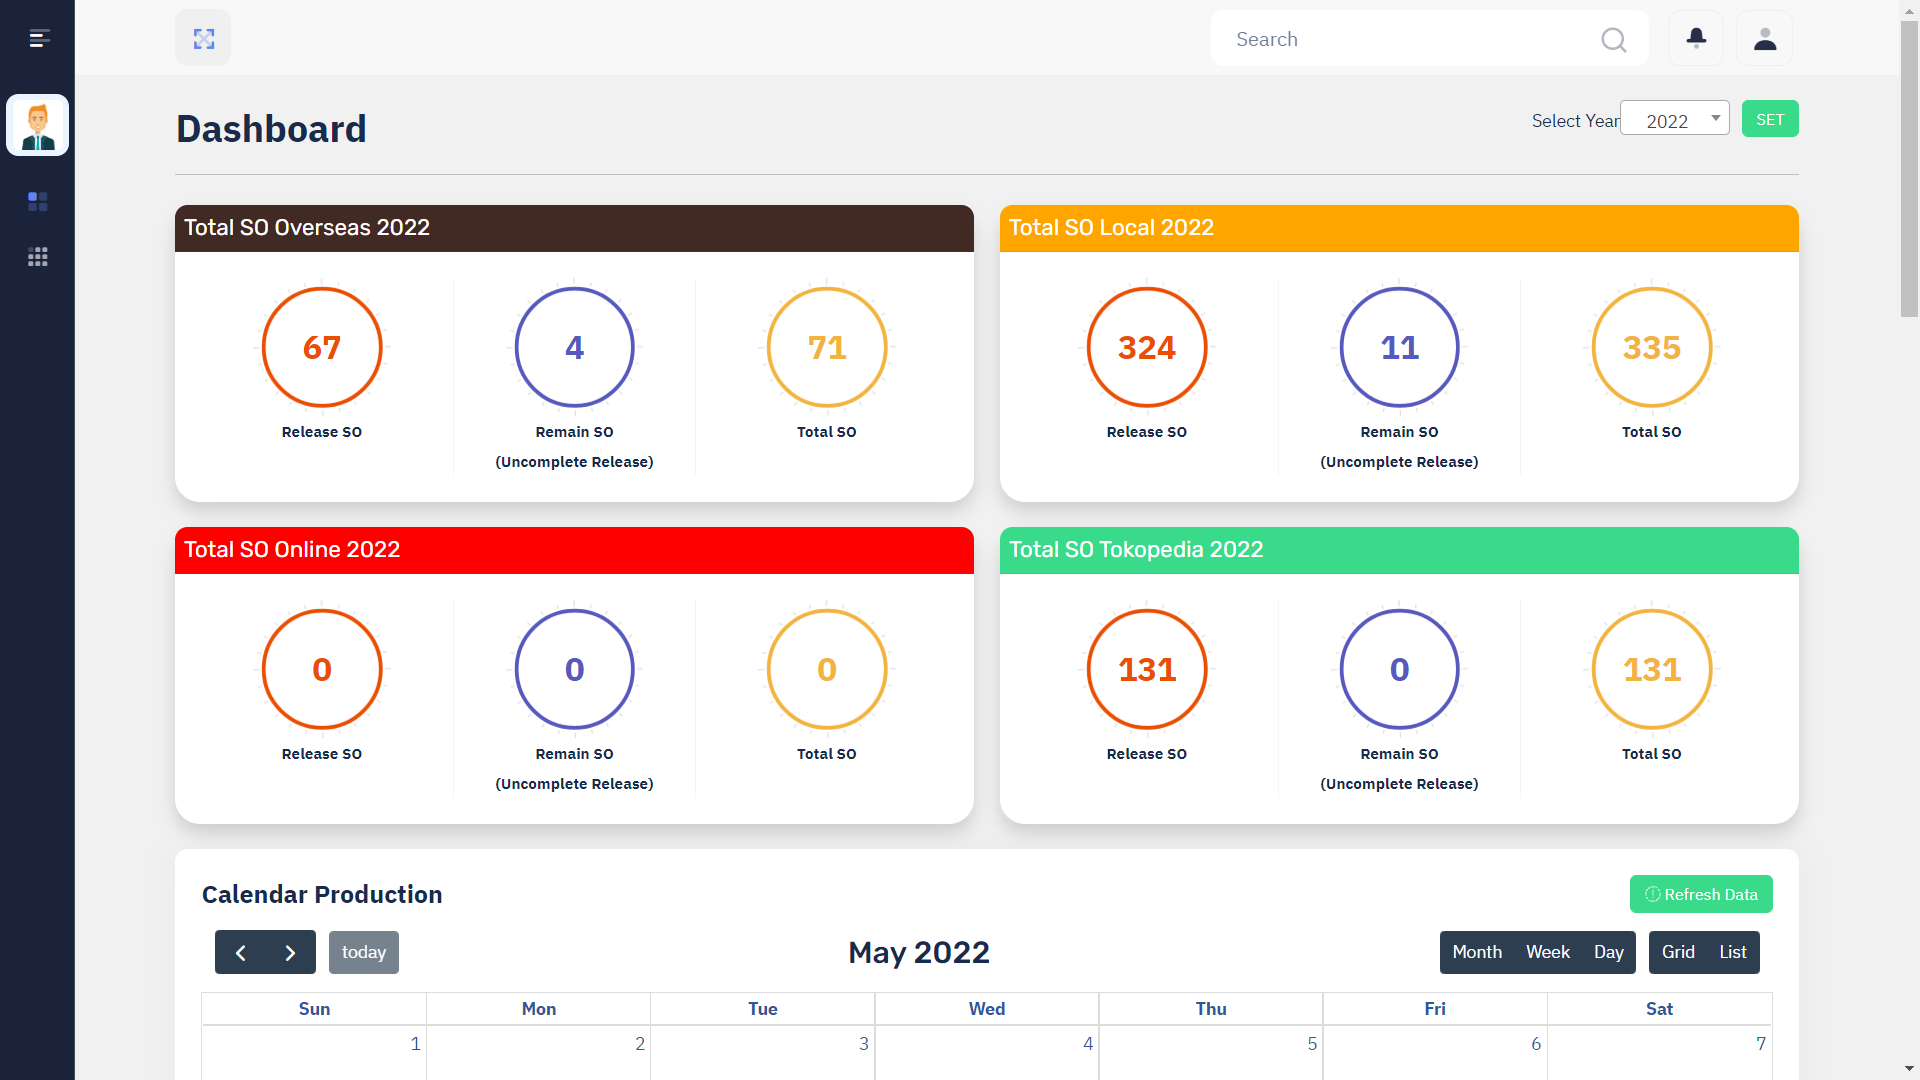 Search
Dashboard
Select Year 2022 SET
Total SO Overseas 2022
67
Release SO
4
Remain SO
(Uncomplete Release)
71
Total SO
Total SO Local 2022
324
Release SO
11
Remain SO
(Uncomplete Release)
335
Total SO
Total SO Online 2022
0
Release SO
0
Remain SO
(Uncomplete Release)
0
Total SO
Total SO Tokopedia 2022
131
Release SO
0
Remain SO
(Uncomplete Release)
131
Total SO
Calendar Production
Refresh Data
today
May 2022
Month Week Day Grid List
Sun Mon Tue Wed Thu Fri Sat
1 2 3 4 5 6 7